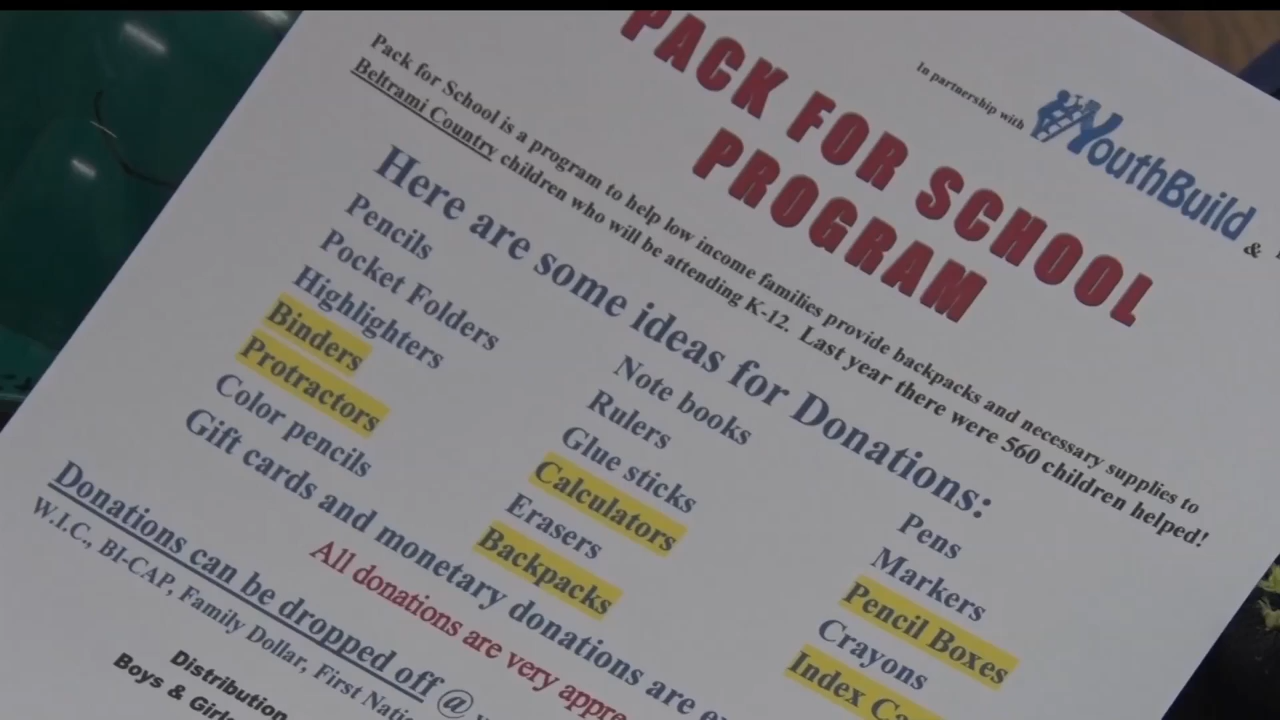 PACK FOR SCHOOL
PROGRAM
In partnership with
YouthBuild &
Pack for School is a program to help low income families provide backpacks and necessary supplies to
Beltrami Country children who will be attending K-12. Last year there were 560 children helped!
Here are some ideas for Donations:
Pencils
Pocket Folders
Highlighters
Binders
Protractors
Color pencils
Note books
Rulers
Glue sticks
Calculators
Erasers
Backpacks
Pens
Markers
Pencil Boxes
Crayons
Index
Gift cards and monetary donations are
All donations are very
Donations can be dropped off @
W.I.C., BI-CAP, Family Dollar, First
Distribution
Boys &